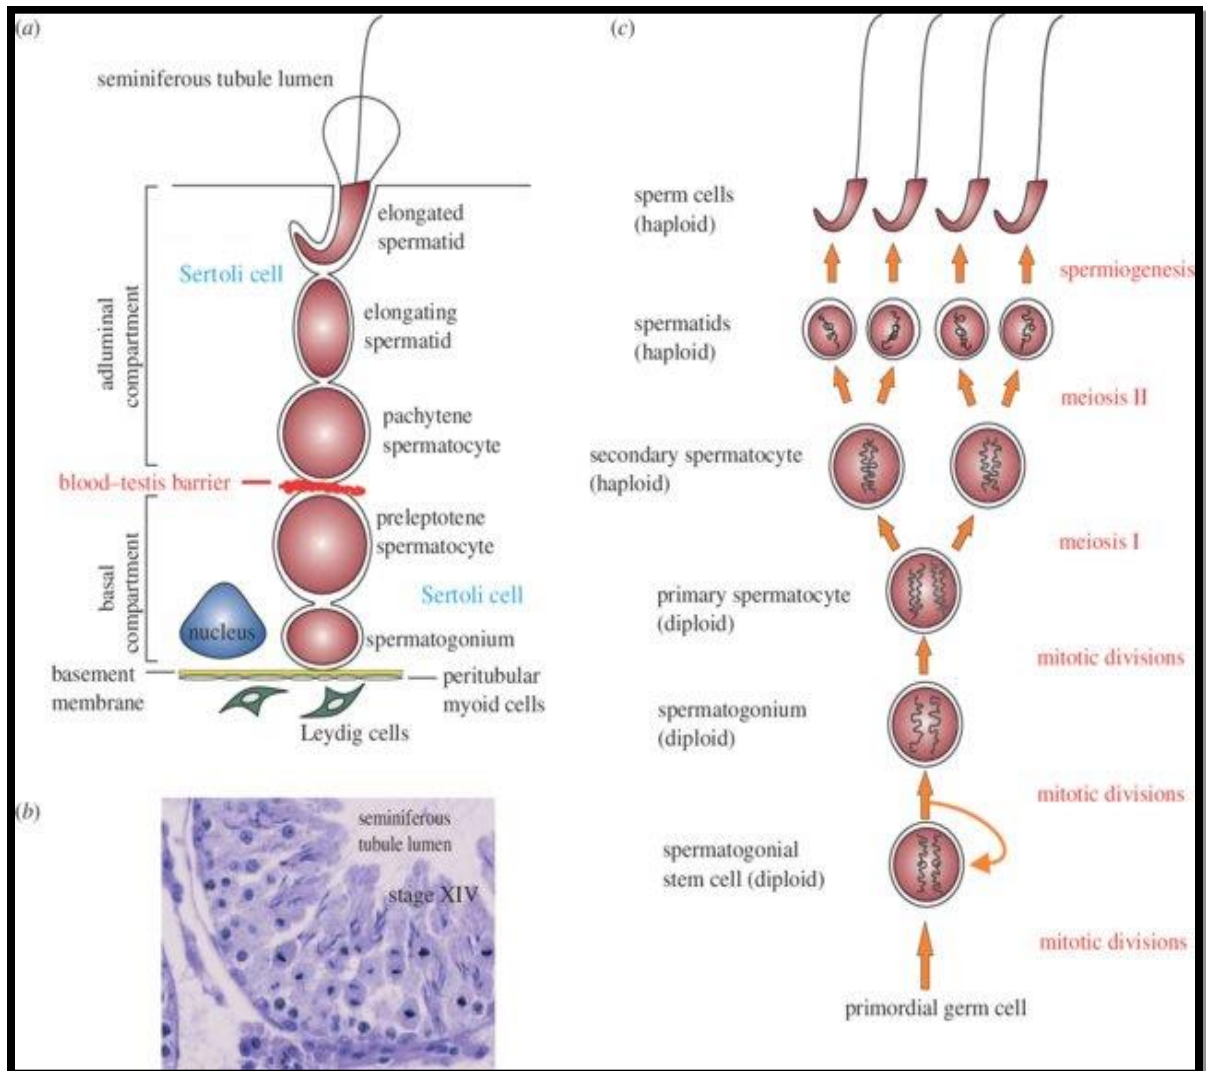 (a)
seminiferous tubule lumen
elongated
spermatid
Sertoli cell
elongating
spermatid
adluminal
compartment
pachytene
spermatocyte
blood–testis barrier
preleptotene
spermatocyte
basal
compartment
Sertoli cell
nucleus
spermatogonium
basement
membrane
peritubular
myoid cells
Leydig cells
(b)
seminiferous
tubule lumen
stage XIV
(c)
sperm cells
(haploid)
spermiogenesis
spermatids
(haploid)
meiosis II
secondary spermatocyte
(haploid)
meiosis I
primary spermatocyte
(diploid)
mitotic divisions
spermatogonium
(diploid)
mitotic divisions
spermatogonial
stem cell (diploid)
mitotic divisions
primordial germ cell